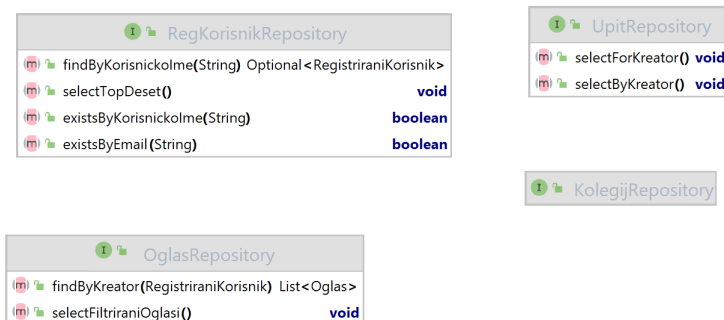 RegKorisnikRepository
findByKorisnickoIme(String) Optional<RegistriraniKorisnik>
selectTopDeset() void
existsByKorisnickoIme(String) boolean
existsByEmail(String) boolean
UpitRepository
selectForKreator() void
selectByKreator() void
KolegijRepository
OglasRepository
findByKreator(RegistriraniKorisnik) List<Oglas>
selectFiltriraniOglasi() void